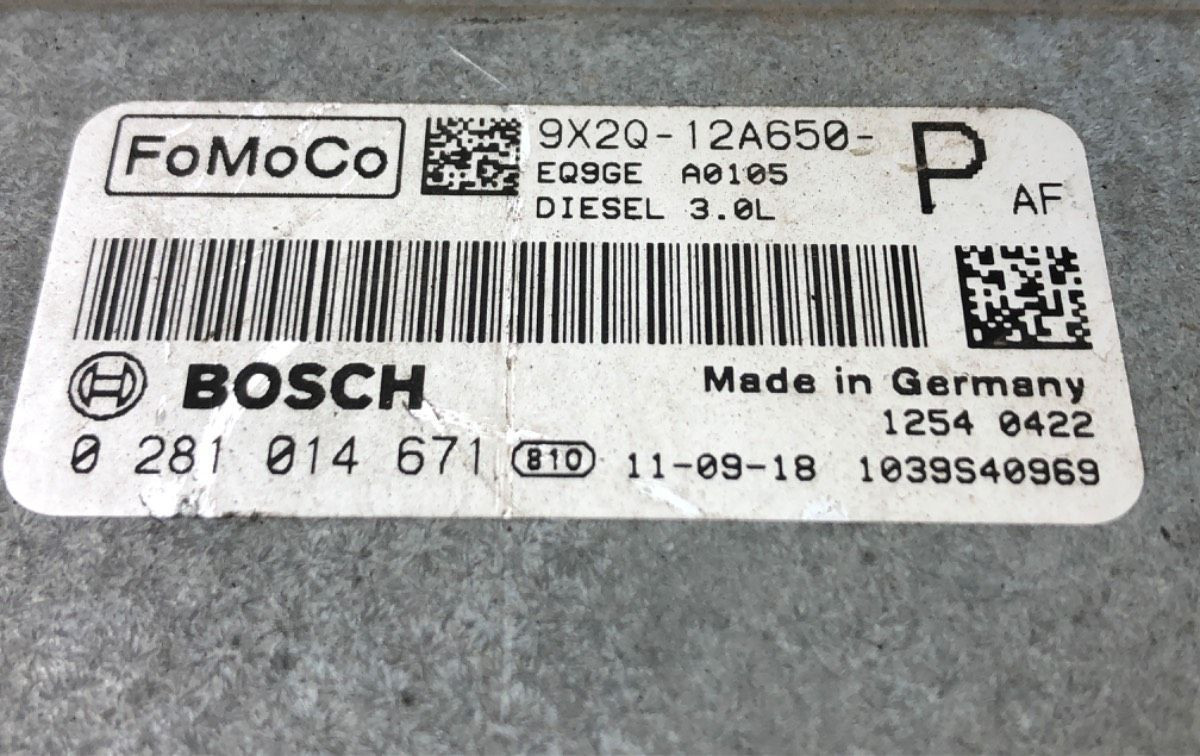 FoMoCo
9X2Q-12A650- P AF
EQ9GE A0105
DIESEL 3.0L
BOSCH
Made in Germany
1254 0422
0 281 014 671 810 11-09-18 1039S40969